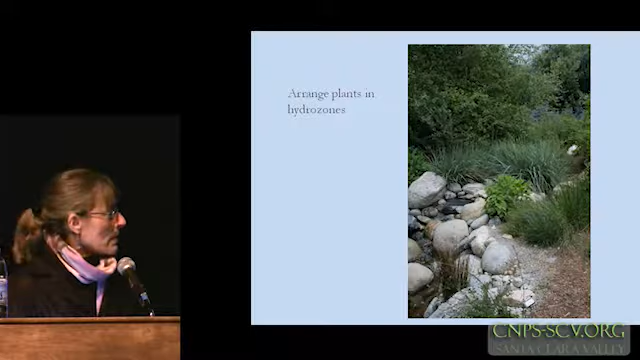 Arrange plants in
hydrozones
CNPS-SCV.ORG
SANTA CLARA VALLEY